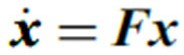 ẋ = Fx